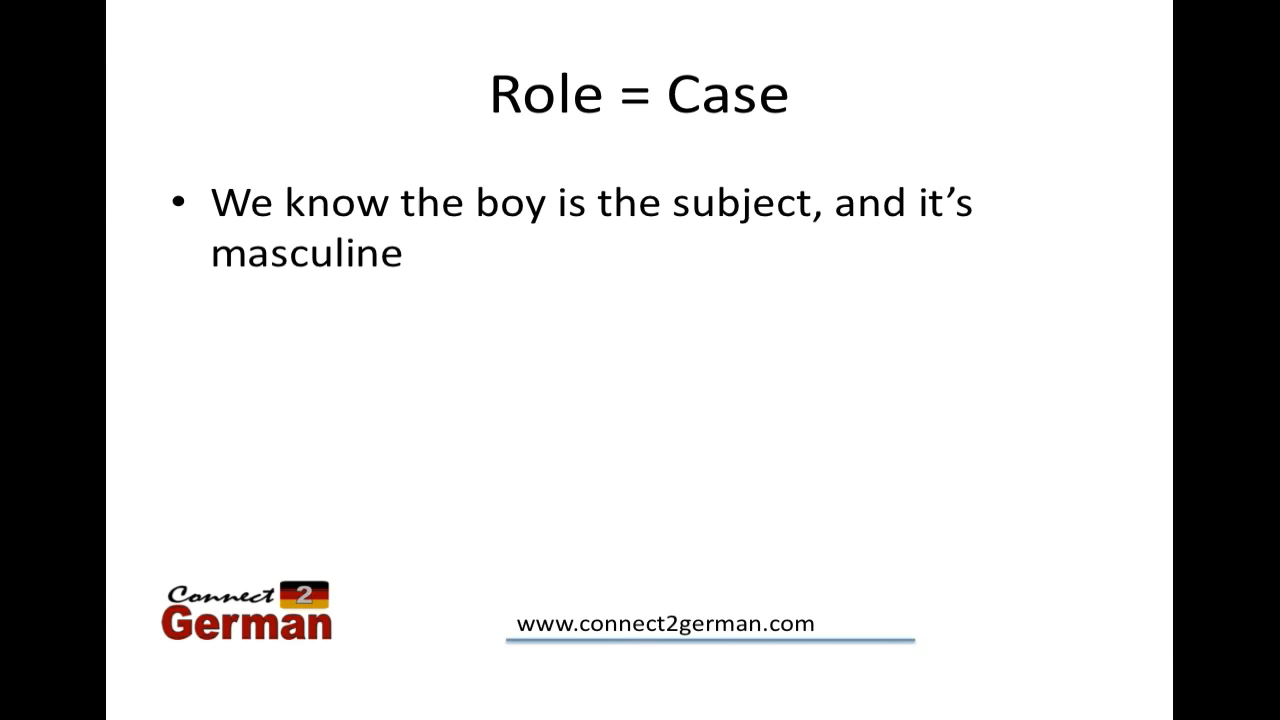 Role = Case
• We know the boy is the subject, and it’s
masculine
Connect 2
German
www.connect2german.com